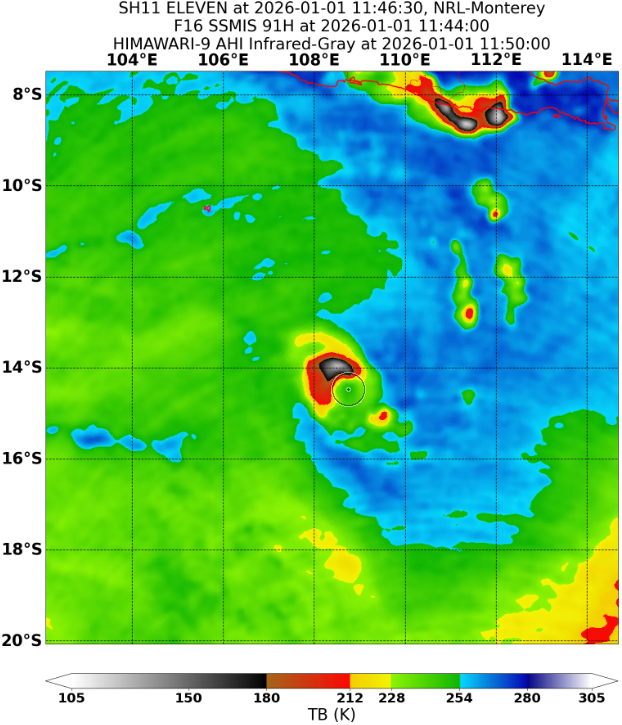 SH11 ELEVEN at 2026-01-01 11:46:30, NRL-Monterey
F16 SSMIS 91H at 2026-01-01 11:44:00
HIMAWARI-9 AHI Infrared-Gray at 2026-01-01 11:50:00
104°E 106°E 108°E 110°E 112°E 114°E
8°S
10°S
12°S
14°S
16°S
18°S
20°S
105 150 180 212 228 254 280 305
TB (K)